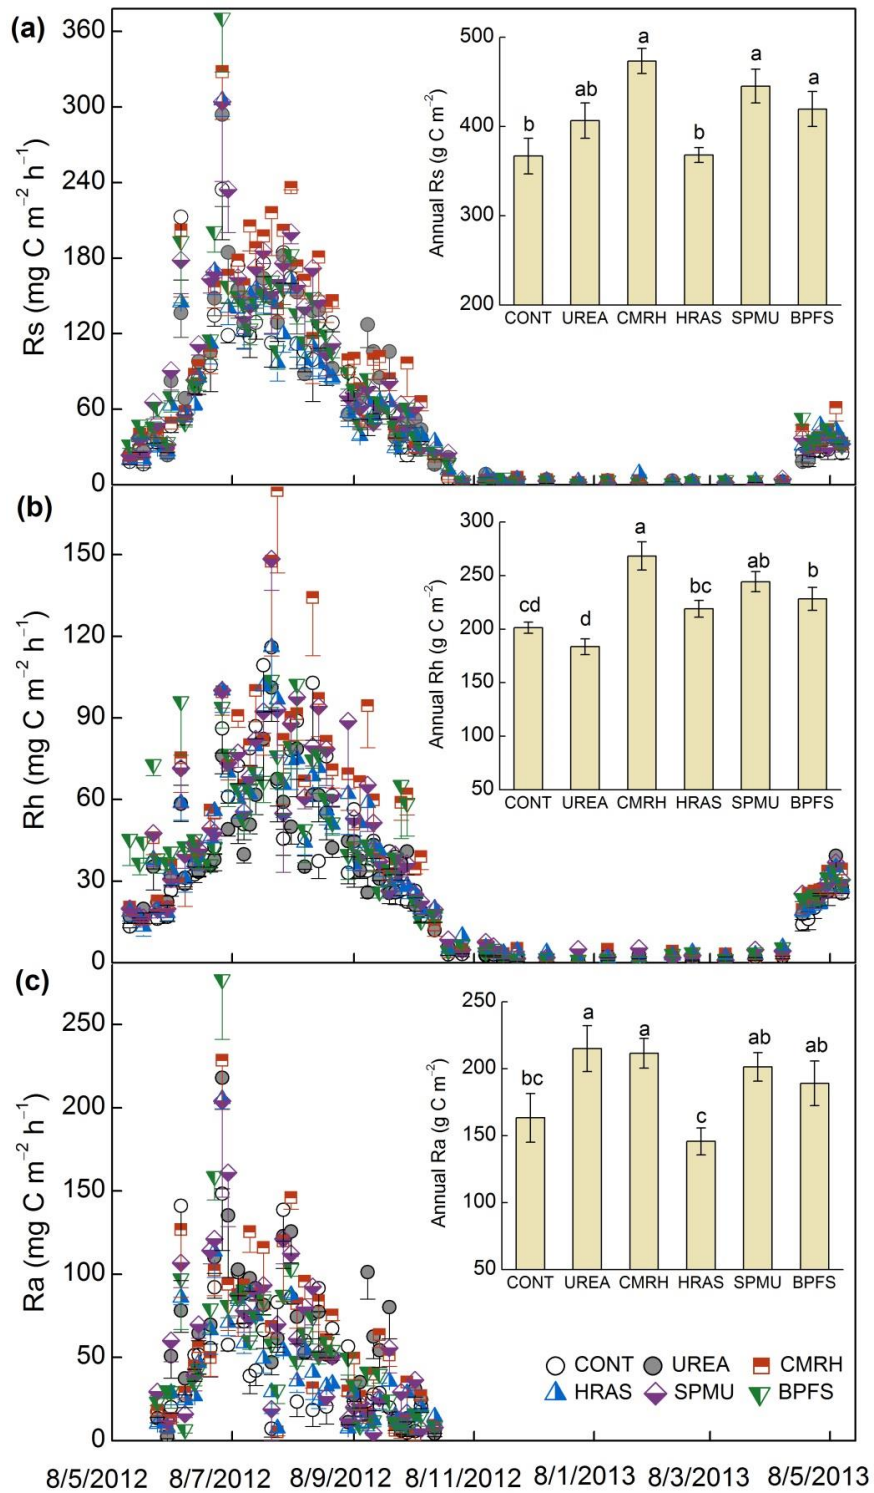 (a)
360
300
240
180
120
60
0
Rs (mg C m⁻² h⁻¹)
500
400
300
200
Annual Rs (g C m⁻²)
b
ab
a
b
a
a
CONT UREA CMRH HRAS SPMU BPFS
(b)
150
120
90
60
30
0
Rh (mg C m⁻² h⁻¹)
300
250
200
150
100
50
Annual Rh (g C m⁻²)
cd
d
a
bc
ab
b
CONT UREA CMRH HRAS SPMU BPFS
(c)
250
200
150
100
50
0
Ra (mg C m⁻² h⁻¹)
250
200
150
100
50
Annual Ra (g C m⁻²)
bc
a
a
c
ab
ab
CONT UREA CMRH HRAS SPMU BPFS
CONT UREA CMRH
HRAS SPMU BPFS
8/5/2012 8/7/2012 8/9/2012 8/11/2012 8/1/2013 8/3/2013 8/5/2013